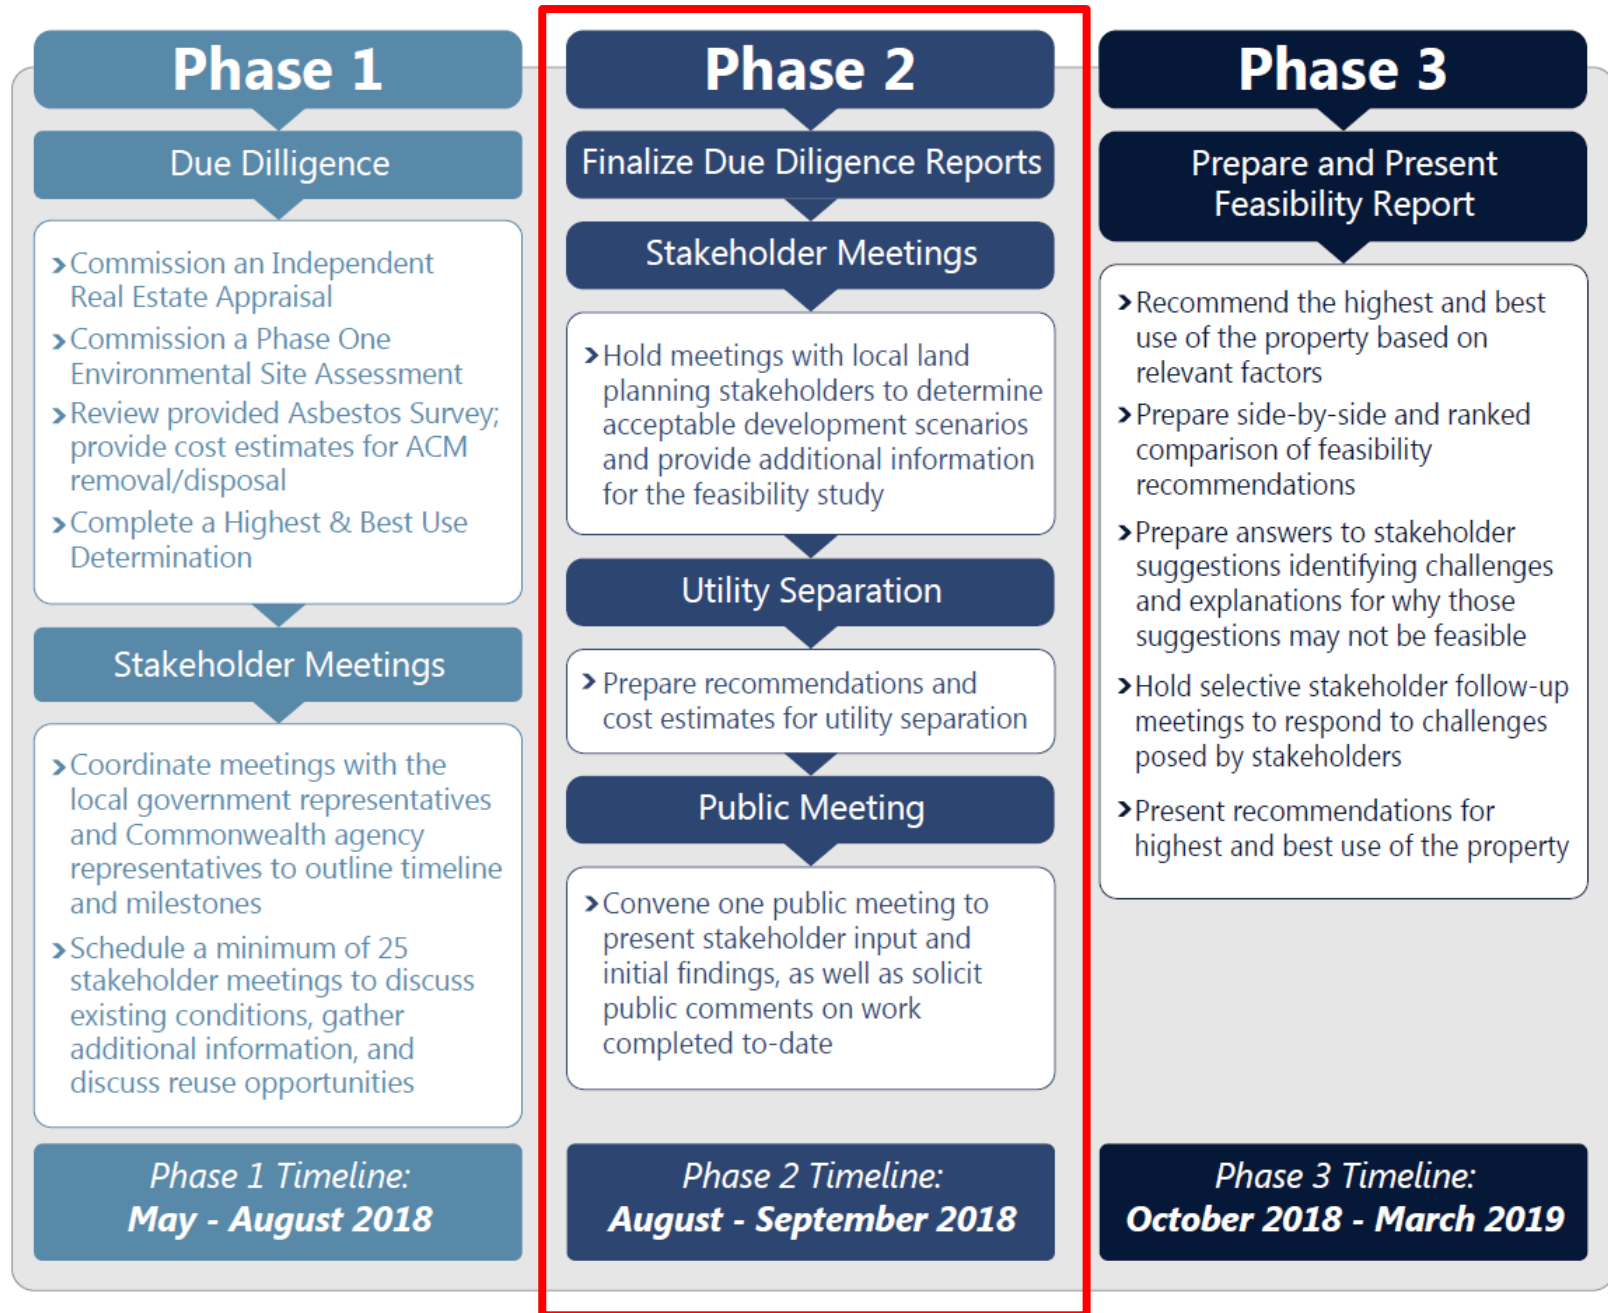 Phase 1
Due Dilligence
Commission an Independent
Real Estate Appraisal
Commission a Phase One
Environmental Site Assessment
Review provided Asbestos Survey;
provide cost estimates for ACM
removal/disposal
Complete a Highest & Best Use
Determination
Stakeholder Meetings
Coordinate meetings with the
local government representatives
and Commonwealth agency
representatives to outline timeline
and milestones
Schedule a minimum of 25
stakeholder meetings to discuss
existing conditions, gather
additional information, and
discuss reuse opportunities
Phase 1 Timeline:
May - August 2018
Phase 2
Finalize Due Diligence Reports
Stakeholder Meetings
Hold meetings with local land
planning stakeholders to determine
acceptable development scenarios
and provide additional information
for the feasibility study
Utility Separation
Prepare recommendations and
cost estimates for utility separation
Public Meeting
Convene one public meeting to
present stakeholder input and
initial findings, as well as solicit
public comments on work
completed to-date
Phase 2 Timeline:
August - September 2018
Phase 3
Prepare and Present
Feasibility Report
Recommend the highest and best
use of the property based on
relevant factors
Prepare side-by-side and ranked
comparison of feasibility
recommendations
Prepare answers to stakeholder
suggestions identifying challenges
and explanations for why those
suggestions may not be feasible
Hold selective stakeholder follow-up
meetings to respond to challenges
posed by stakeholders
Present recommendations for
highest and best use of the property
Phase 3 Timeline:
October 2018 - March 2019